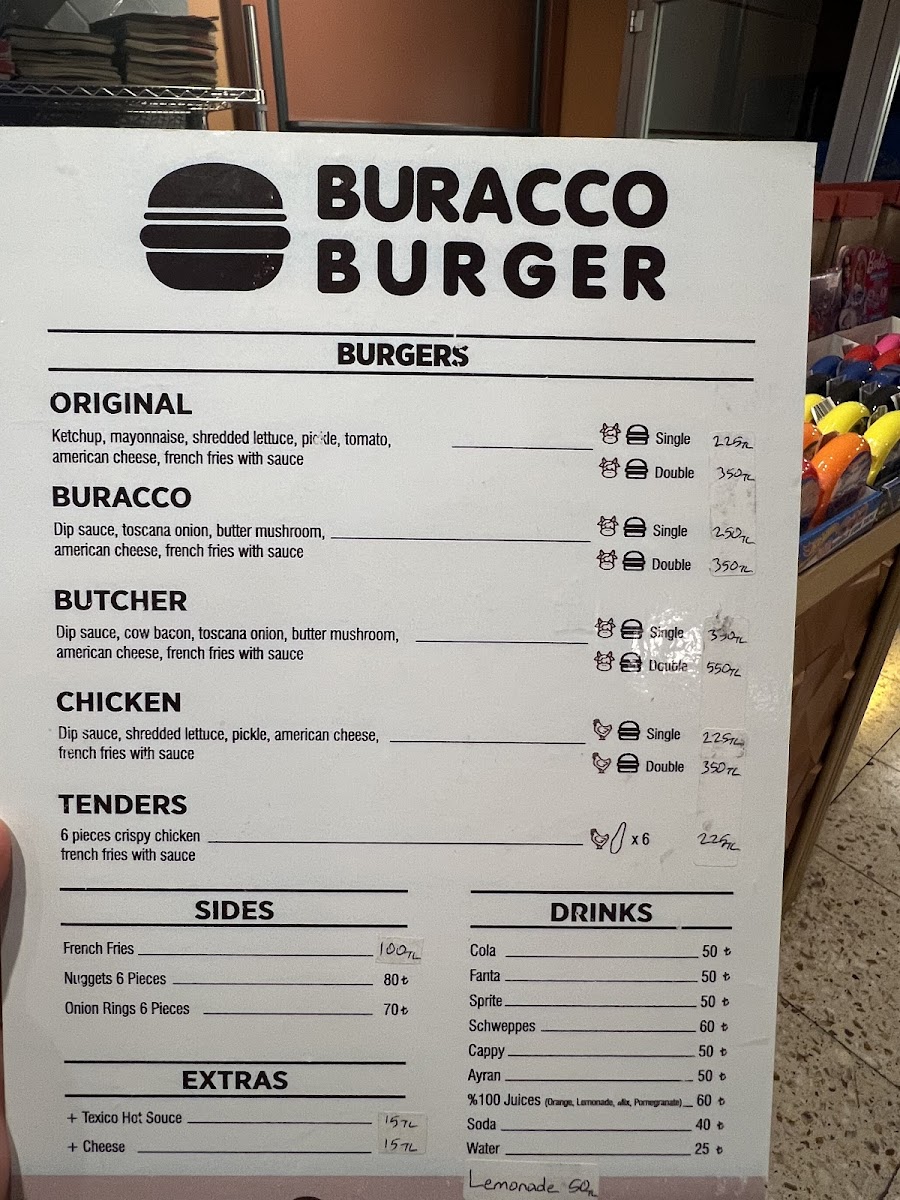 BURACCO
BURGER
BURGERS
ORIGINAL
Ketchup, mayonnaise, shredded lettuce, pickle, tomato,
american cheese, french fries with sauce
Single 225TL
Double 350TL
BURACCO
Dip sauce, toscana onion, butter mushroom,
american cheese, french fries with sauce
Single 250TL
Double 350TL
BUTCHER
Dip sauce, cow bacon, toscana onion, butter mushroom,
american cheese, french fries with sauce
Single
Double 550TL
CHICKEN
Dip sauce, shredded lettuce, pickle, american cheese,
french fries with sauce
Single 225TL
Double 350TL
TENDERS
6 pieces crispy chicken
french fries with sauce
x 6 225TL
SIDES
French Fries 100TL
Nuggets 6 Pieces 80 ₺
Onion Rings 6 Pieces 70 ₺
EXTRAS
+ Texico Hot Souce 15TL
+ Cheese 15TL
DRINKS
Cola 50 ₺
Fanta 50 ₺
Sprite 50 ₺
Schweppes 60 ₺
Cappy 50 ₺
Ayran 50 ₺
%100 Juices (Orange, Lemonade, Mix, Pomegranate) 60 ₺
Soda 40 ₺
Water 25 ₺
Lemonade 50TL
Barbie